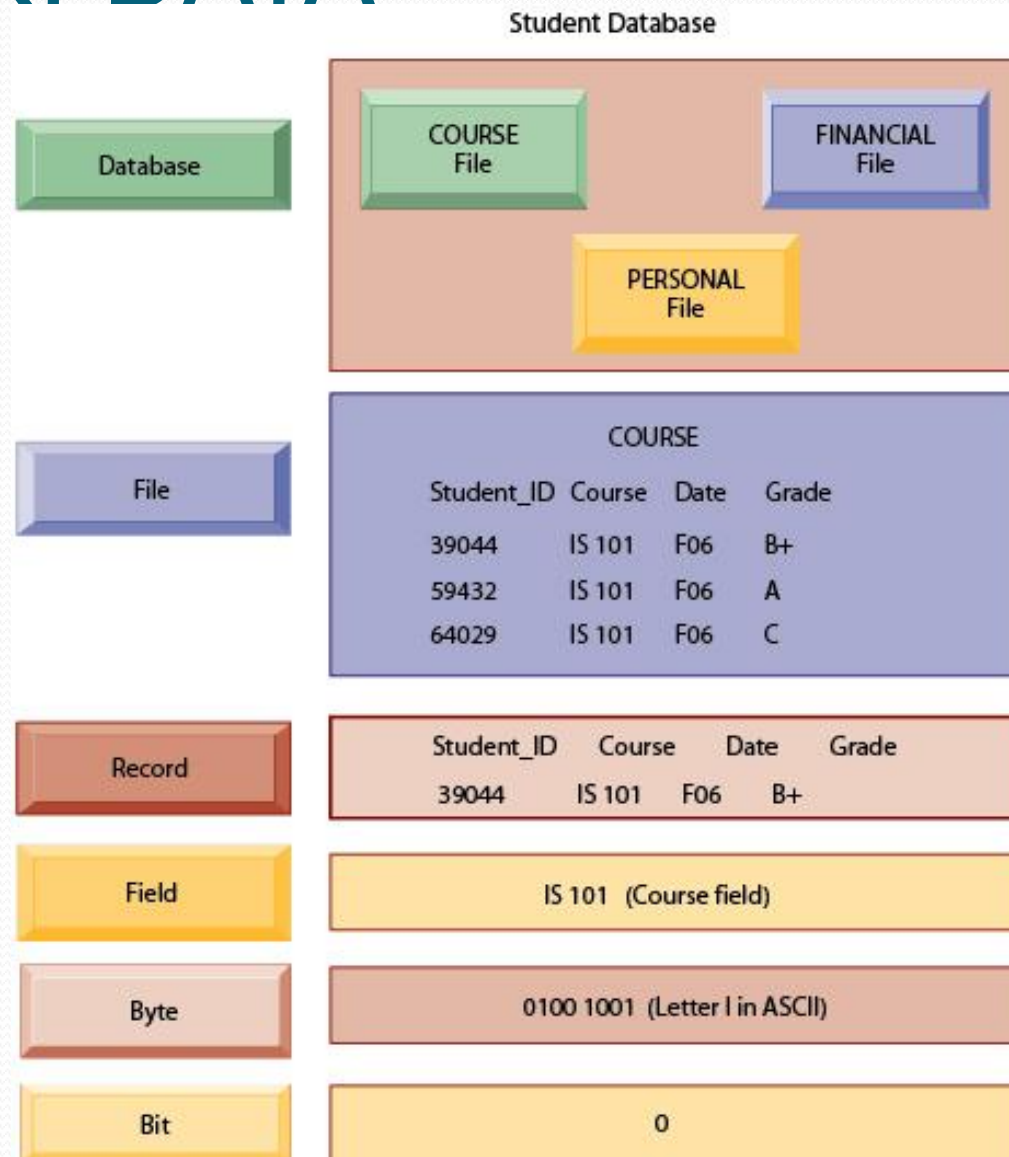 Student Database
Database
COURSE
File
FINANCIAL
File
PERSONAL
File
File
COURSE
Student_ID Course Date Grade
39044 IS 101 F06 B+
59432 IS 101 F06 A
64029 IS 101 F06 C
Record
Student_ID Course Date Grade
39044 IS 101 F06 B+
Field
IS 101 (Course field)
Byte
0100 1001 (Letter I in ASCII)
Bit
0